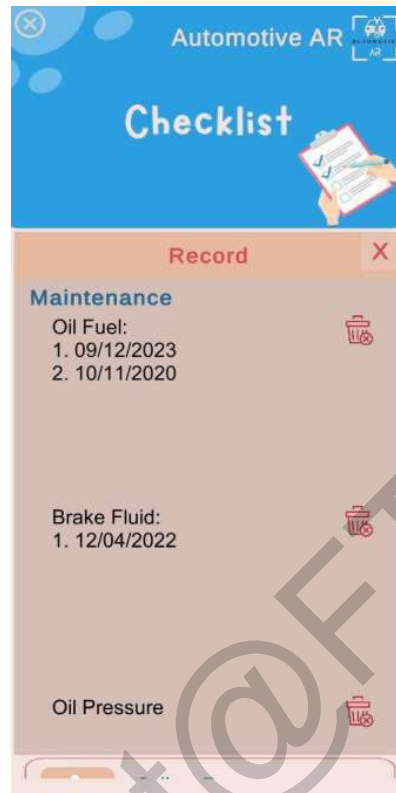 Automotive AR
Checklist
Record
X
Maintenance
Oil Fuel:
1. 09/12/2023
2. 10/11/2020
Brake Fluid:
1. 12/04/2022
Oil Pressure